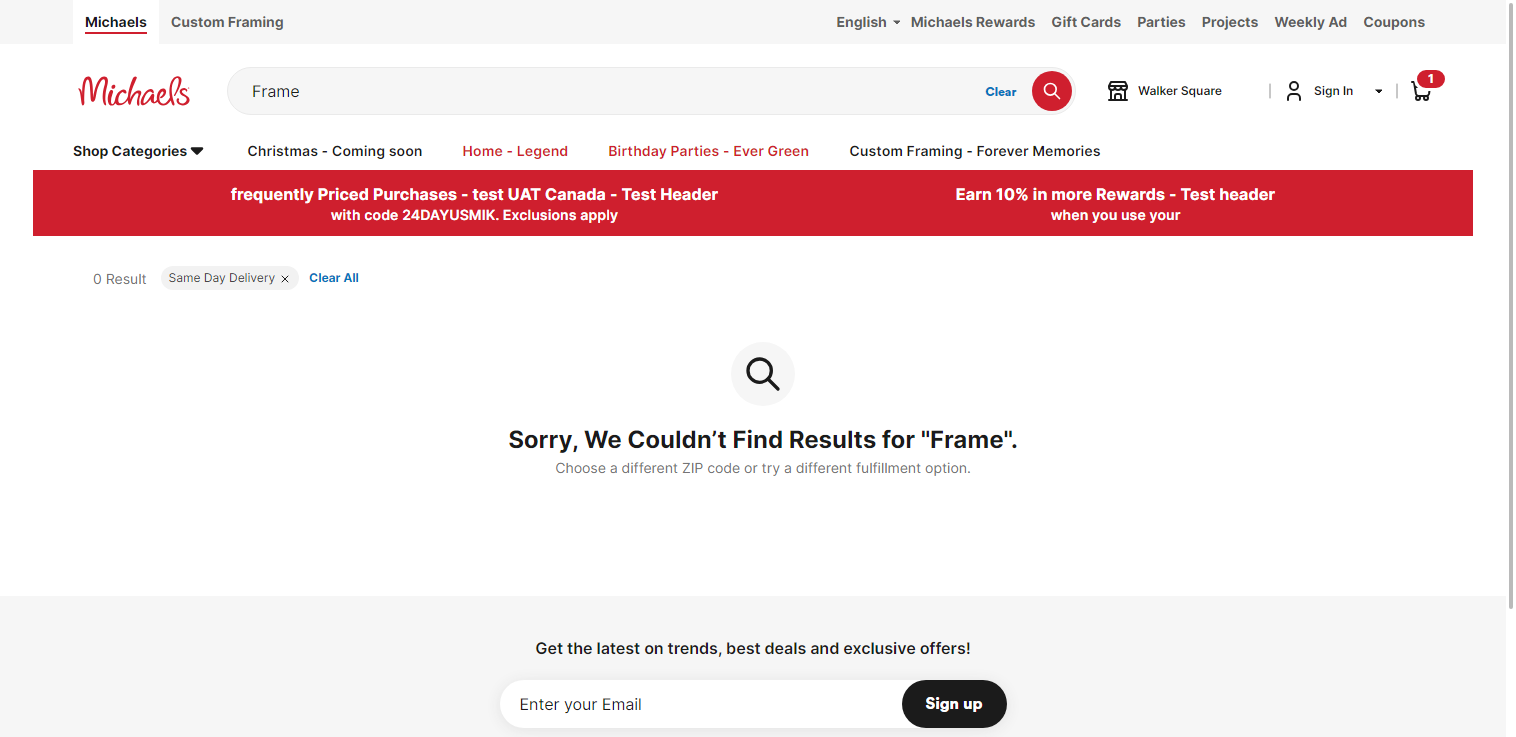 Michaels Custom Framing English Michaels Rewards Gift Cards Parties Projects Weekly Ad Coupons
Michaels Frame Clear Walker Square Sign In 1
Shop Categories Christmas - Coming soon Home - Legend Birthday Parties - Ever Green Custom Framing - Forever Memories
frequently Priced Purchases - test UAT Canada - Test Header
with code 24DAYUSMIK. Exclusions apply
Earn 10% in more Rewards - Test header
when you use your
0 Result Same Day Delivery × Clear All
Sorry, We Couldn’t Find Results for "Frame".
Choose a different ZIP code or try a different fulfillment option.
Get the latest on trends, best deals and exclusive offers!
Enter your Email Sign up